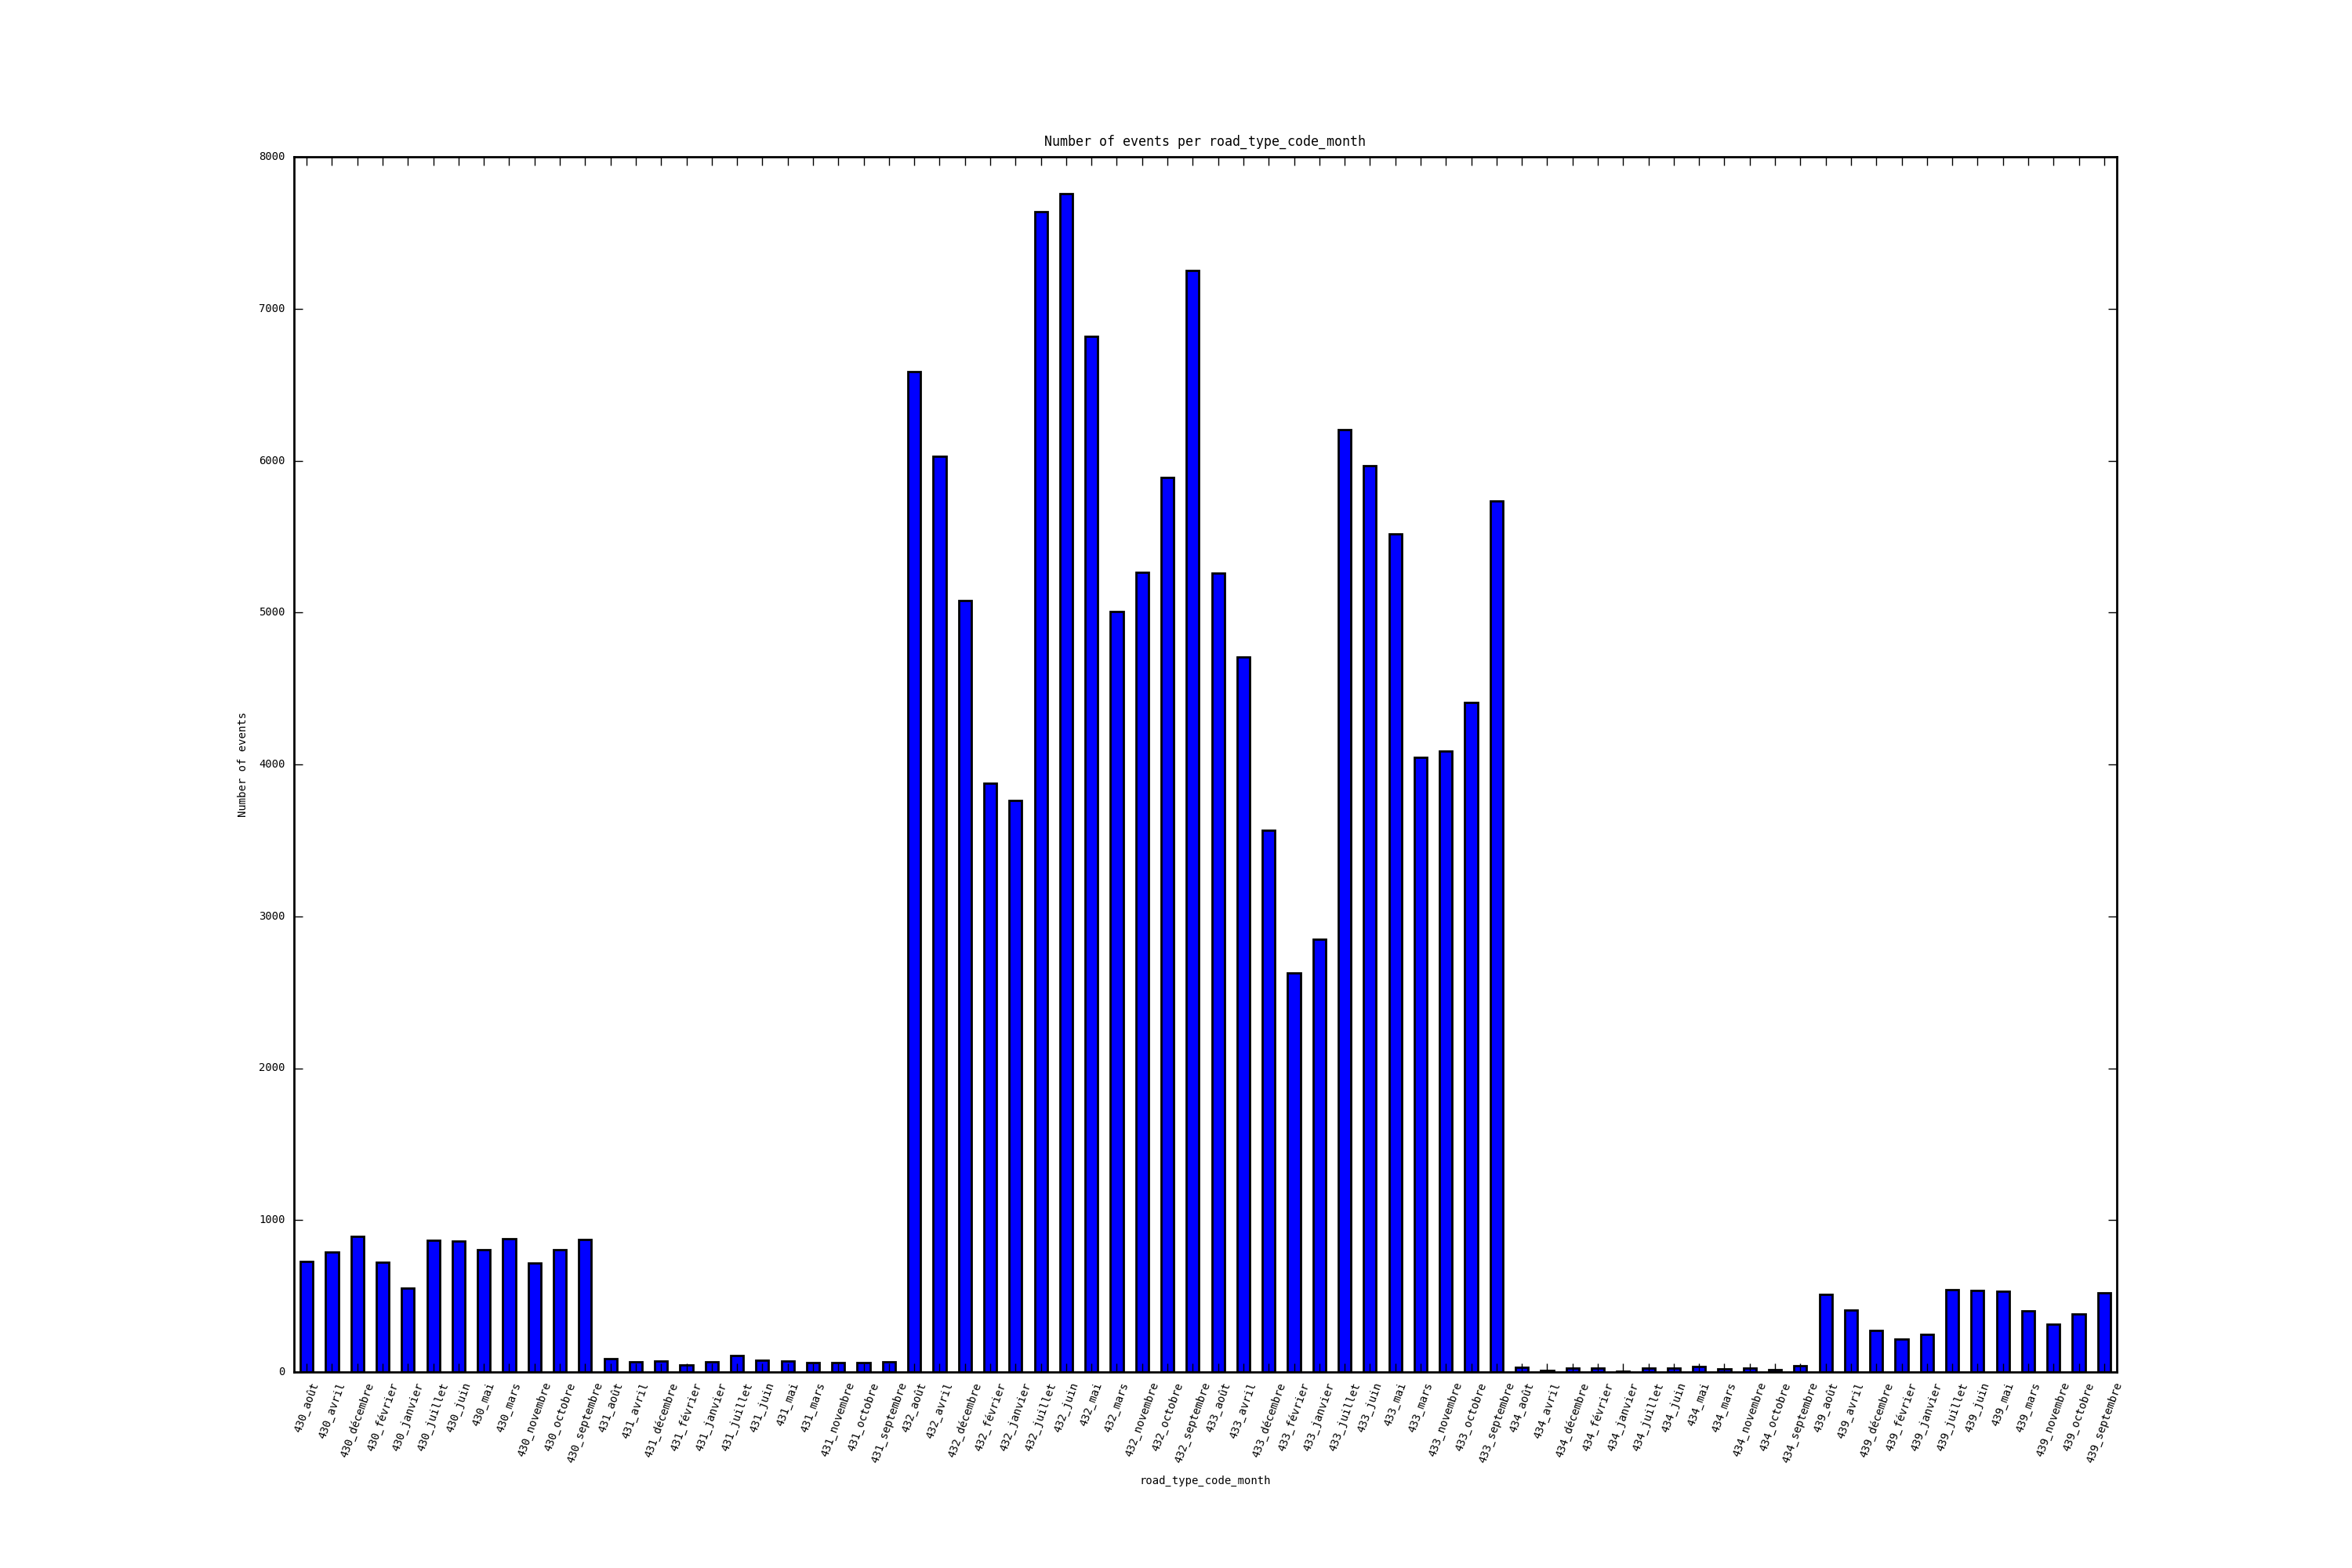 Number of events per road_type_code_month
8000
7000
6000
5000
4000
3000
2000
1000
0
Number of events
430_août
430_avril
430_décembre
430_février
430_janvier
430_juillet
430_juin
430_mai
430_mars
430_novembre
430_octobre
430_septembre
431_août
431_avril
431_décembre
431_février
431_janvier
431_juillet
431_juin
431_mai
431_mars
431_novembre
431_octobre
431_septembre
432_août
432_avril
432_décembre
432_février
432_janvier
432_juillet
432_juin
432_mai
432_mars
432_novembre
432_octobre
432_septembre
433_août
433_avril
433_décembre
433_février
433_janvier
433_juillet
433_juin
433_mai
433_mars
433_novembre
433_octobre
433_septembre
434_août
434_avril
434_décembre
434_février
434_janvier
434_juillet
434_juin
434_mai
434_mars
434_novembre
434_octobre
434_septembre
439_août
439_avril
439_décembre
439_février
439_janvier
439_juillet
439_juin
439_mai
439_mars
439_novembre
439_octobre
439_septembre
road_type_code_month